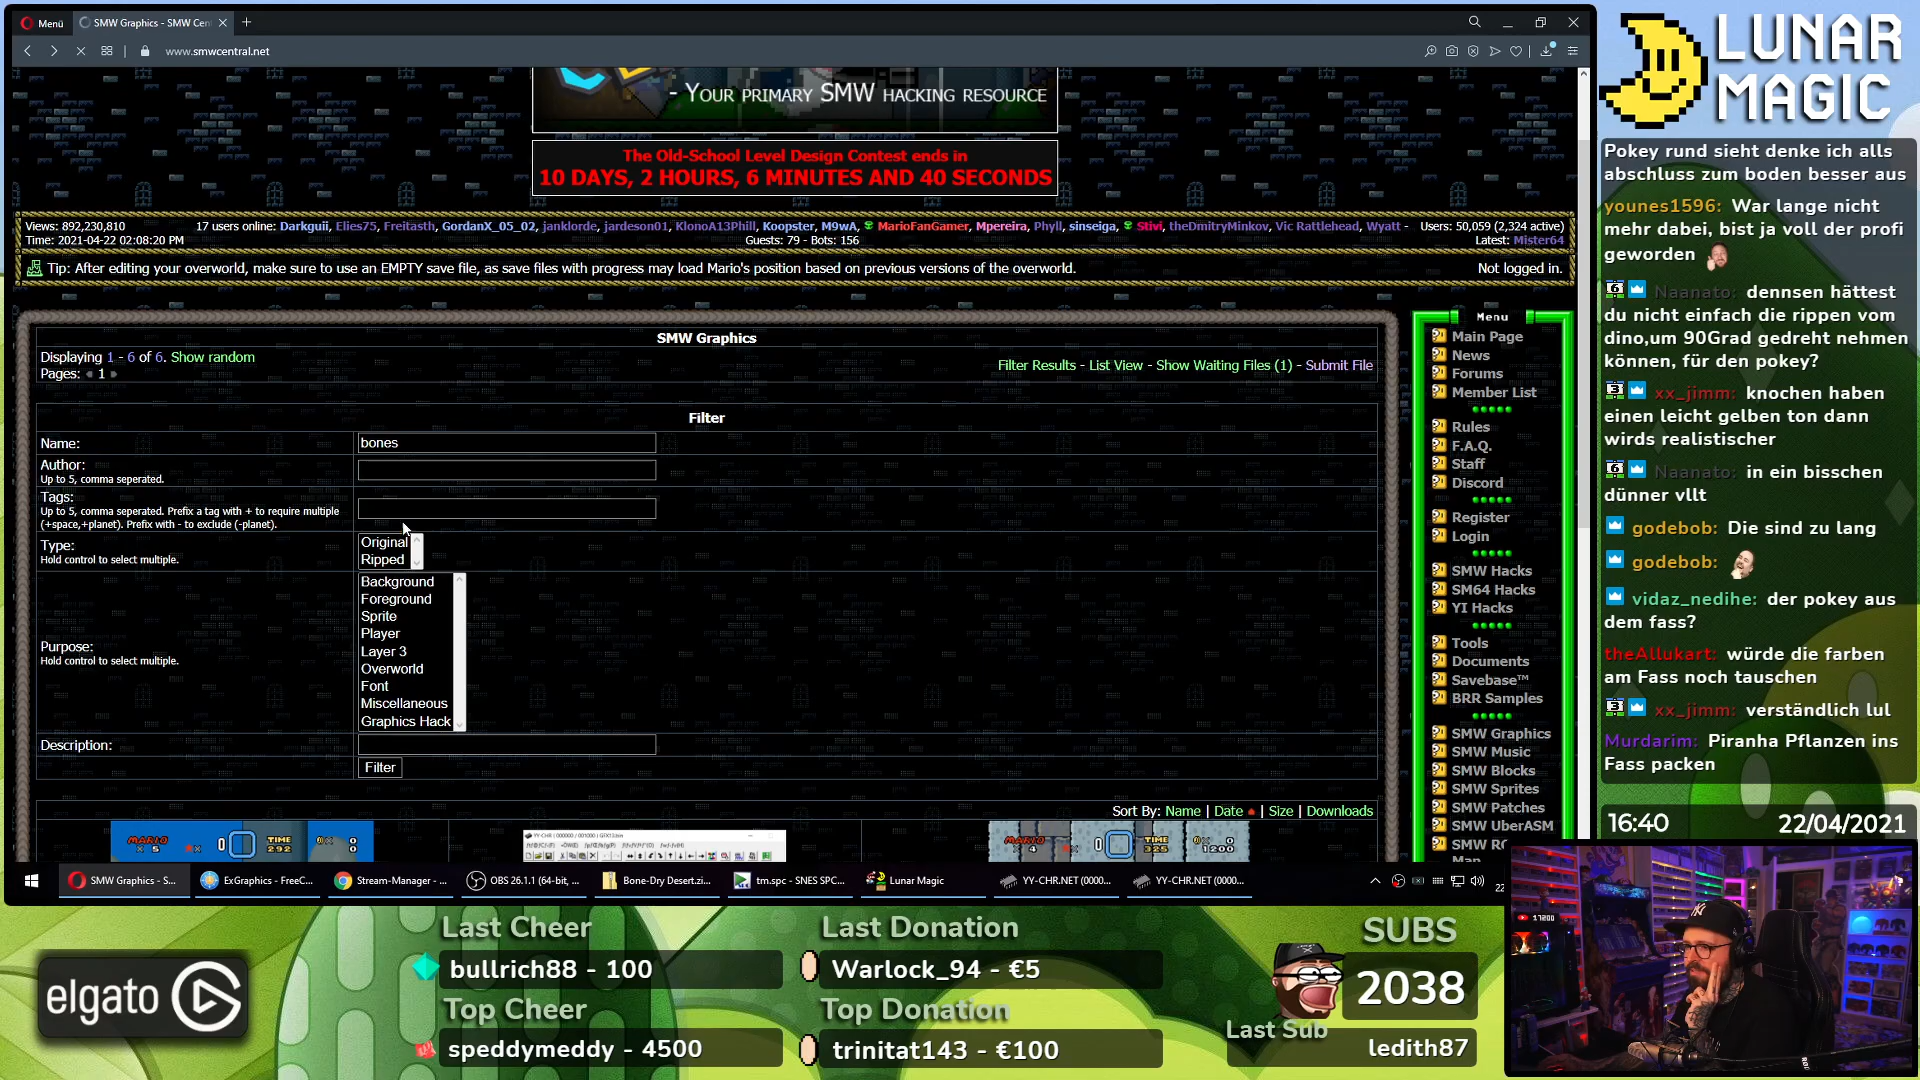 Menü
SMW Graphics - SMW Cen
www.smwcentral.net
- Your primary SMW hacking resource
The Old-School Level Design Contest ends in
10 DAYS, 2 HOURS, 6 MINUTES AND 40 SECONDS
Views: 892,230,810
17 users online: Darkguii, Elies75, Freitasth, GordanX_05_02, janklorde, jardeson01, KlonoA13Phill, Koopster, M9wA, MarioFanGamer, Mpereira, Phyll, sinseiga, Stivi, theDmitryMinkov, Vic Rattlehead, Wyatt -
Users: 50,059 (2,324 active)
Time: 2021-04-22 02:08:20 PM
Guests: 79 - Bots: 156
Latest: Mister64
Tip: After editing your overworld, make sure to use an EMPTY save file, as save files with progress may load Mario's position based on previous versions of the overworld.
Not logged in.
SMW Graphics
Displaying 1 - 6 of 6. Show random
Pages: 1
Filter Results - List View - Show Waiting Files (1) - Submit File
Filter
Name:
bones
Author:
Up to 5, comma seperated.
Tags:
Up to 5, comma seperated. Prefix a tag with + to require multiple
(+space,+planet). Prefix with - to exclude (-planet).
Type:
Hold control to select multiple.
Original
Ripped
Purpose:
Hold control to select multiple.
Background
Foreground
Sprite
Player
Layer 3
Overworld
Font
Miscellaneous
Graphics Hack
Description:
Filter
Sort By: Name | Date | Size | Downloads
MARIO
x 5
TIME
292
0
MARIO
4
TIME
325
1200
Menu
Main Page
News
Forums
Member List
Rules
F.A.Q.
Staff
Discord
Register
Login
SMW Hacks
SM64 Hacks
YI Hacks
Tools
Documents
Savebase™
BRR Samples
SMW Graphics
SMW Music
SMW Blocks
SMW Sprites
SMW Patches
SMW UberASM
SMW RO
Map
SMW Graphics - S...
ExGraphics - FreeC...
Stream-Manager - ...
OBS 26.1.1 (64-bit, ...
Bone-Dry Desert.zi...
tm.spc - SNES SPC...
Lunar Magic
YY-CHR.NET (0000...
YY-CHR.NET (0000...
22
LUNAR
MAGIC
Pokey rund sieht denke ich alls
abschluss zum boden besser aus
younes1596: War lange nicht
mehr dabei, bist ja voll der profi
geworden
Naanato: dennsen hättest
du nicht einfach die rippen vom
dino,um 90Grad gedreht nehmen
können, für den pokey?
xx_jimm: knochen haben
einen leicht gelben ton dann
wirds realistischer
Naanato: in ein bisschen
dünner vllt
godebob: Die sind zu lang
godebob:
vidaz_nedihe: der pokey aus
dem fass?
theAllukart: würde die farben
am Fass noch tauschen
xx_jimm: verständlich lul
Murdarim: Piranha Pflanzen ins
Fass packen
16:40
22/04/2021
elgato
Last Cheer
bullrich88 - 100
Top Cheer
speddymeddy - 4500
Last Donation
Warlock_94 - €5
Top Donation
trinitat143 - €100
SUBS
2038
Last Sub
ledith87